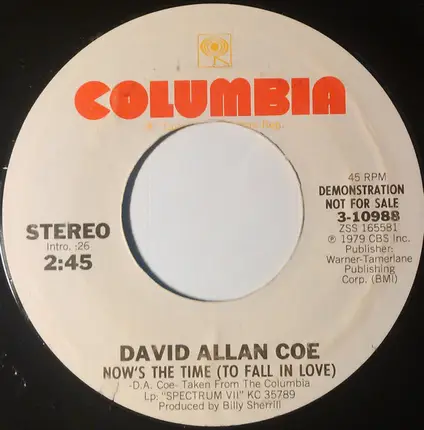 COLUMBIA
STEREO
Intro. :26
2:45
45 RPM
DEMONSTRATION
NOT FOR SALE
3-10988
ZSS 165581
℗ 1979 CBS Inc.
Publisher:
Warner-Tamerlane
Publishing
Corp. (BMI)
DAVID ALLAN COE
NOW'S THE TIME (TO FALL IN LOVE)
-D.A. Coe- Taken From The Columbia
Lp: "SPECTRUM VII" KC 35789
Produced by Billy Sherrill